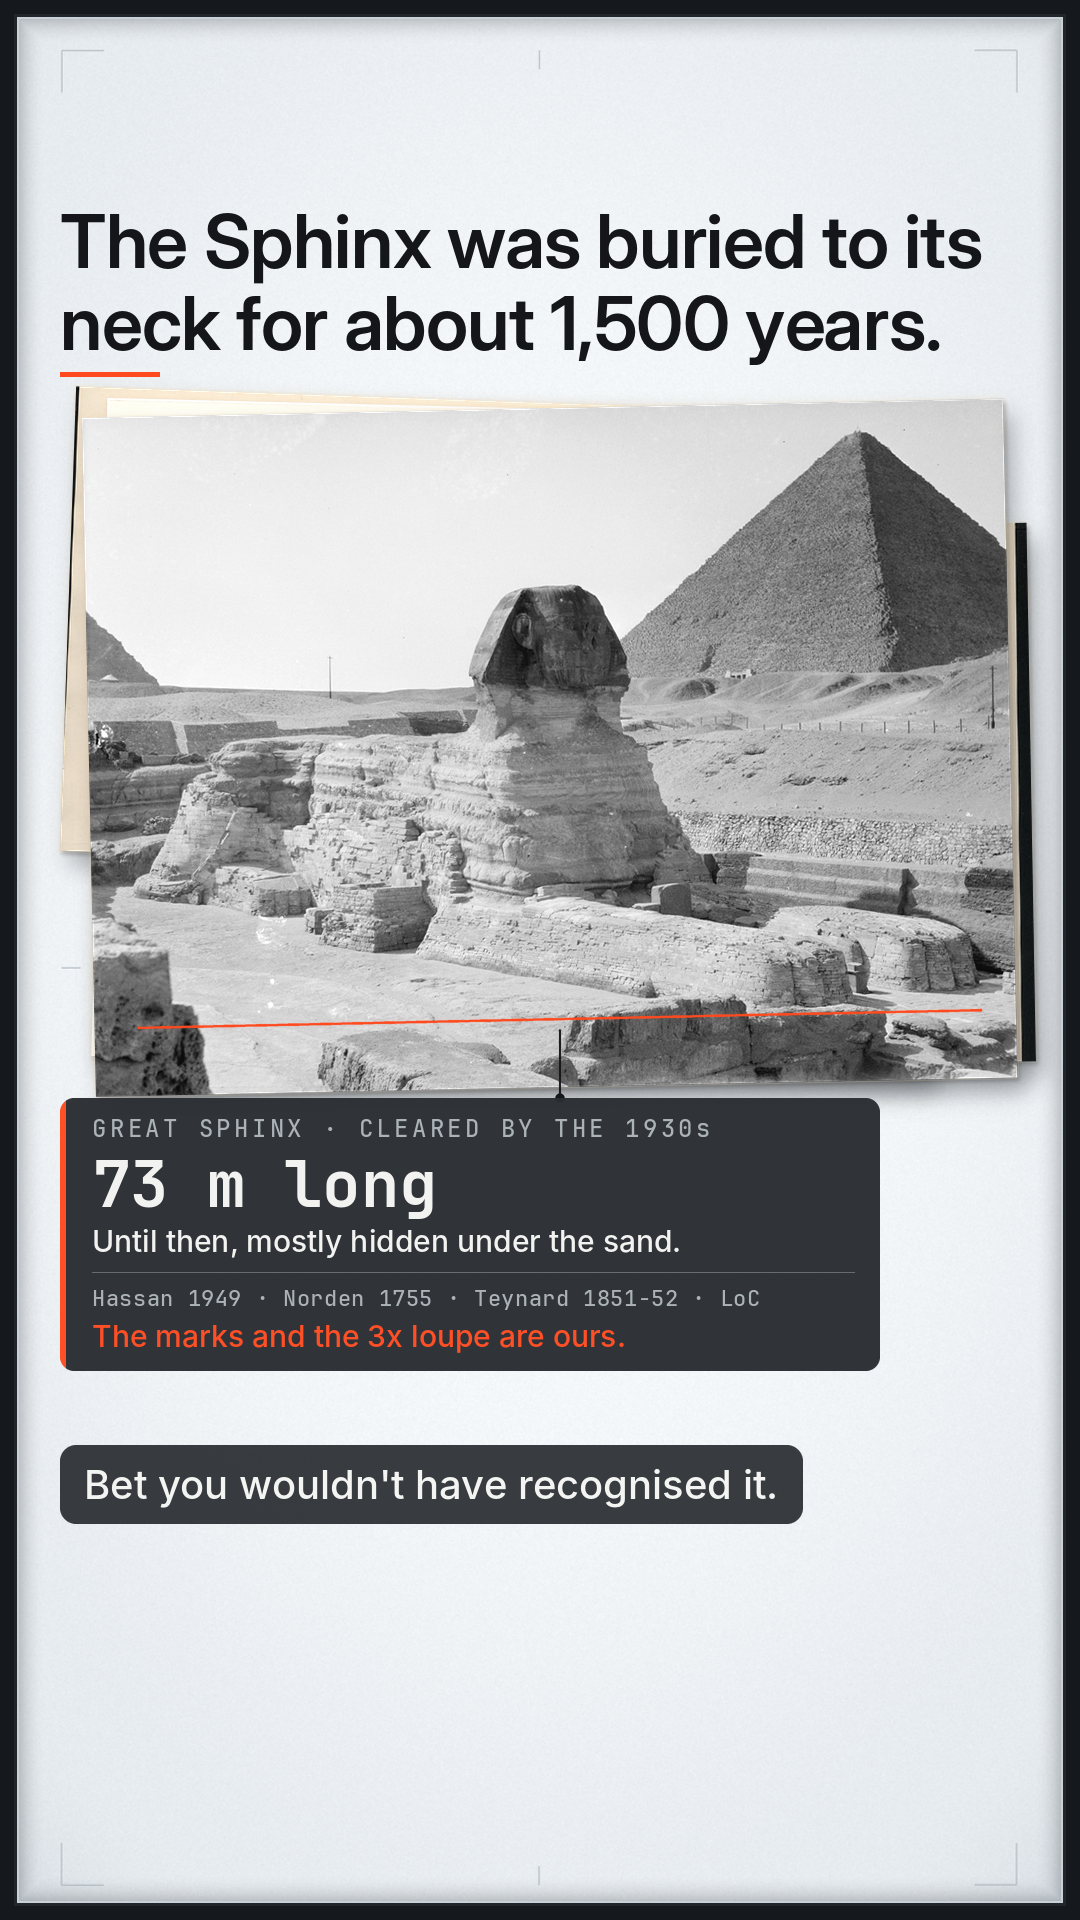 The Sphinx was buried to its
neck for about 1,500 years.
GREAT SPHINX · CLEARED BY THE 1930s
73 m long
Until then, mostly hidden under the sand.
Hassan 1949 · Norden 1755 · Teynard 1851-52 · LoC
The marks and the 3x loupe are ours.
Bet you wouldn't have recognised it.